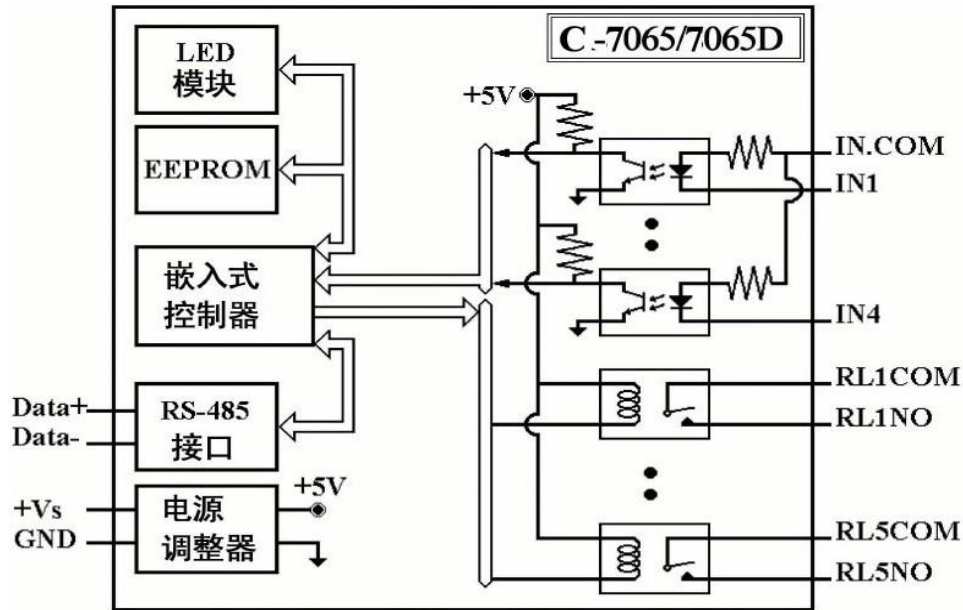 C -7065/7065D
LED
模块
+5V
IN.COM
EEPROM
IN1
嵌入式
控制器
IN4
RL1COM
Data+
RS-485
RL1NO
Data-
接口
+5V
+Vs
电源
GND
调整器
RL5COM
RL5NO